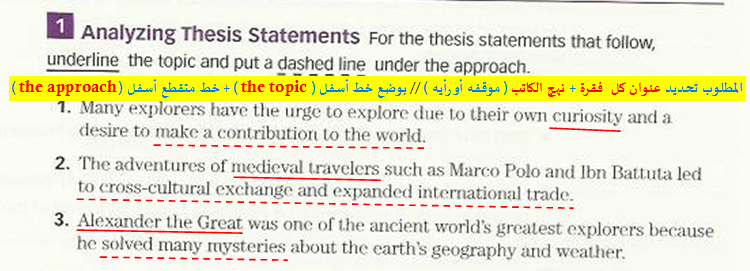 1 Analyzing Thesis Statements For the thesis statements that follow,
underline the topic and put a dashed line under the approach.
المطلوب تحديد عنوان كل فقرة + نهج الكاتب ( موقفه أورأيه ) // بوضع خط أسفل ( the topic ) + خط متقطع أسفل ( the approach )
1. Many explorers have the urge to explore due to their own curiosity and a
desire to make a contribution to the world.
2. The adventures of medieval travelers such as Marco Polo and Ibn Battuta led
to cross-cultural exchange and expanded international trade.
3. Alexander the Great was one of the ancient world's greatest explorers because
he solved many mysteries about the earth's geography and weather.